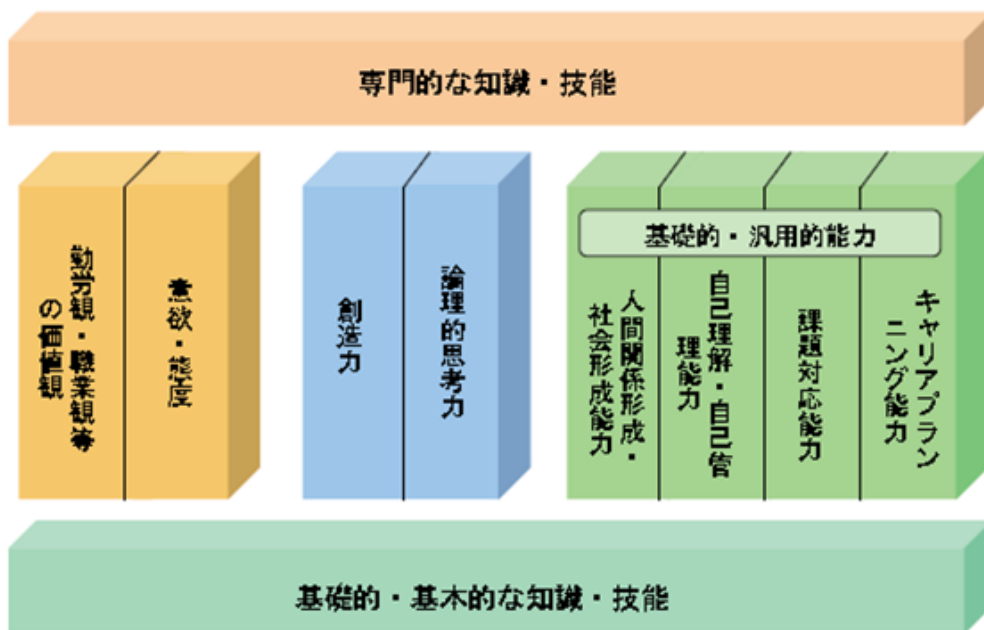 専門的な知識・技能
勤労観・職業観等
の価値観
意欲・態度
創造力
論理的思考力
基礎的・汎用的能力
人間関係形成・
社会形成能力
自己理解・自己管
理能力
課題対応能力
キャリアプラン
ニング能力
基礎的・基本的な知識・技能